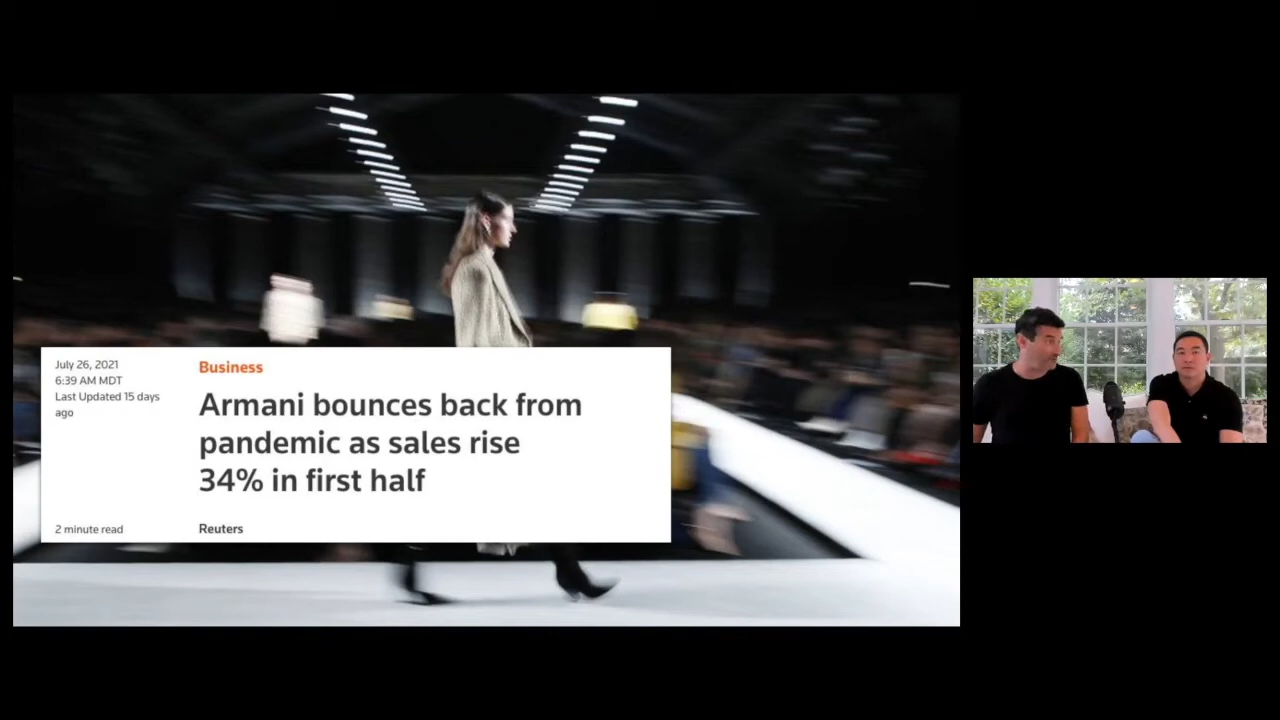 July 26, 2021
6:39 AM MDT
Last Updated 15 days
ago
2 minute read
Business
Armani bounces back from
pandemic as sales rise
34% in first half
Reuters